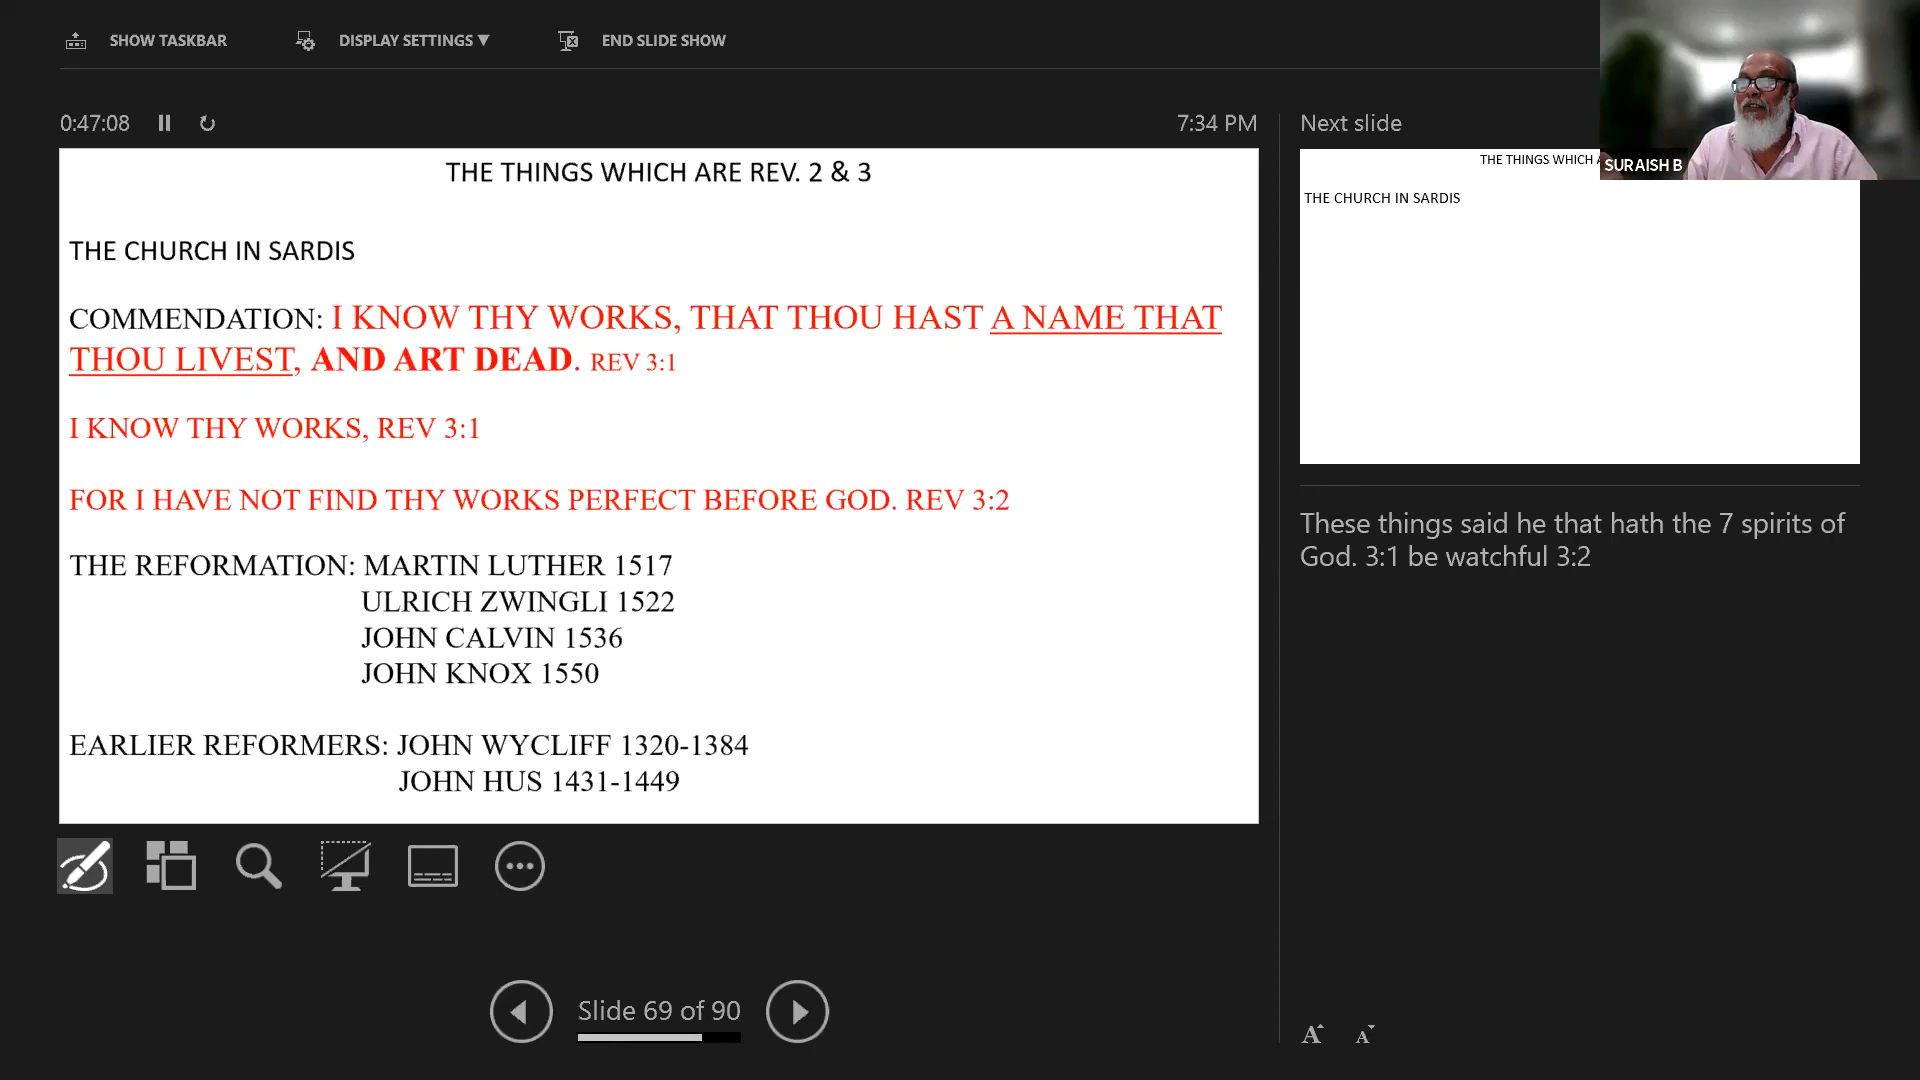 SHOW TASKBAR
DISPLAY SETTINGS ▼
END SLIDE SHOW
0:47:08
7:34 PM
THE THINGS WHICH ARE REV. 2 & 3
THE CHURCH IN SARDIS
COMMENDATION: I KNOW THY WORKS, THAT THOU HAST A NAME THAT
THOU LIVEST, AND ART DEAD. REV 3:1
I KNOW THY WORKS, REV 3:1
FOR I HAVE NOT FIND THY WORKS PERFECT BEFORE GOD. REV 3:2
THE REFORMATION: MARTIN LUTHER 1517
ULRICH ZWINGLI 1522
JOHN CALVIN 1536
JOHN KNOX 1550
EARLIER REFORMERS: JOHN WYCLIFF 1320-1384
JOHN HUS 1431-1449
Slide 69 of 90
Next slide
SURAISH B
THE THINGS WHICH
THE CHURCH IN SARDIS
These things said he that hath the 7 spirits of
God. 3:1 be watchful 3:2
A A